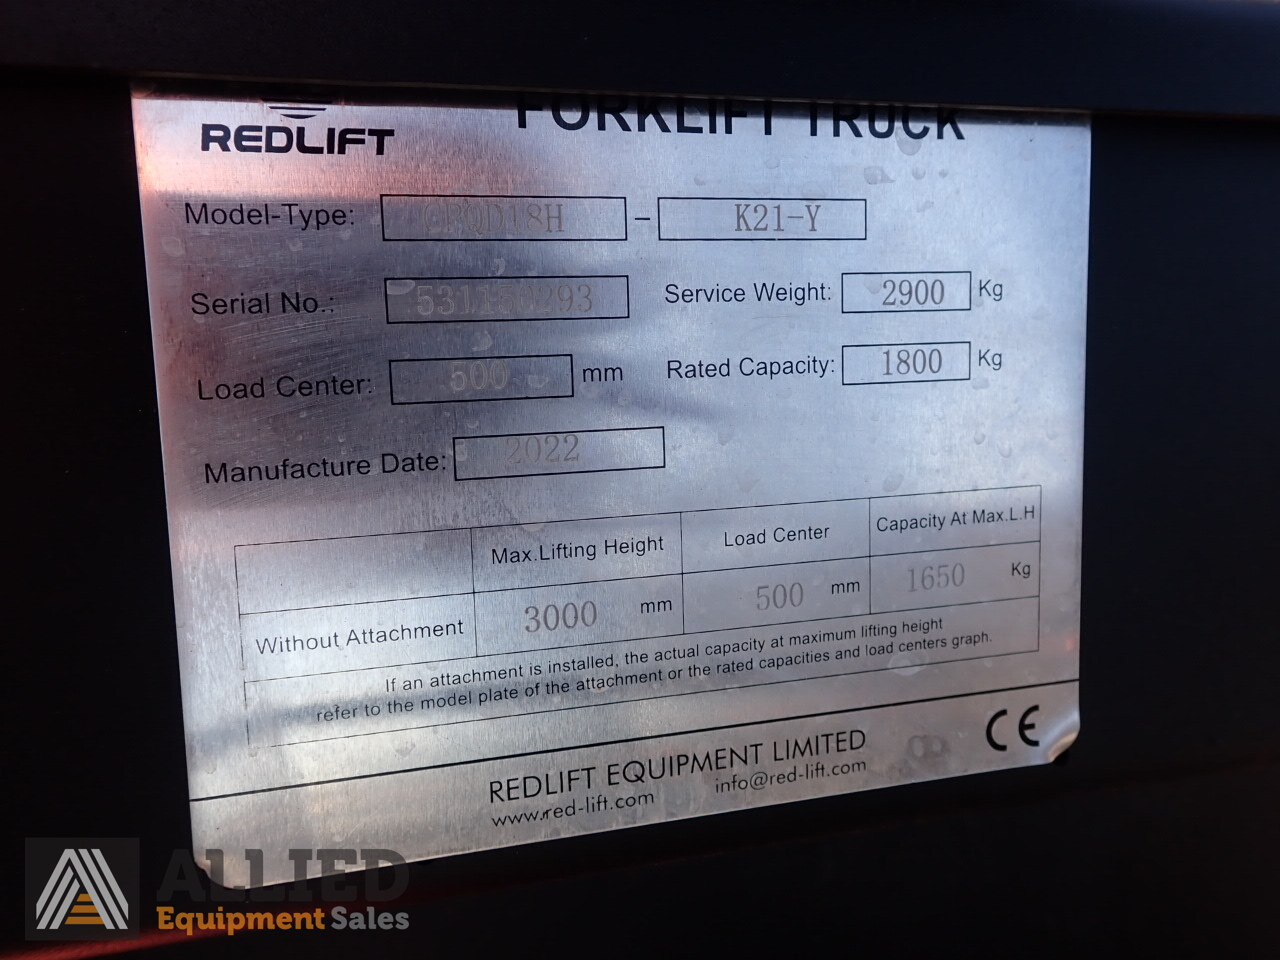 REDLIFT FORKLIFT TRUCK
Model-Type: CPQD18H - K21-Y
Serial No.: Service Weight: 2900 Kg
Load Center: 500 mm Rated Capacity: 1800 Kg
Manufacture Date: 2022
Max.Lifting Height Load Center Capacity At Max.L.H
Without Attachment 3000 mm 500 mm 1650 Kg
If an attachment is installed, the actual capacity at maximum lifting height
refer to the model plate of the attachment or the rated capacities and load centers graph.
REDLIFT EQUIPMENT LIMITED CE
www.red-lift.com info@red-lift.com
ALLIED
Equipment Sales